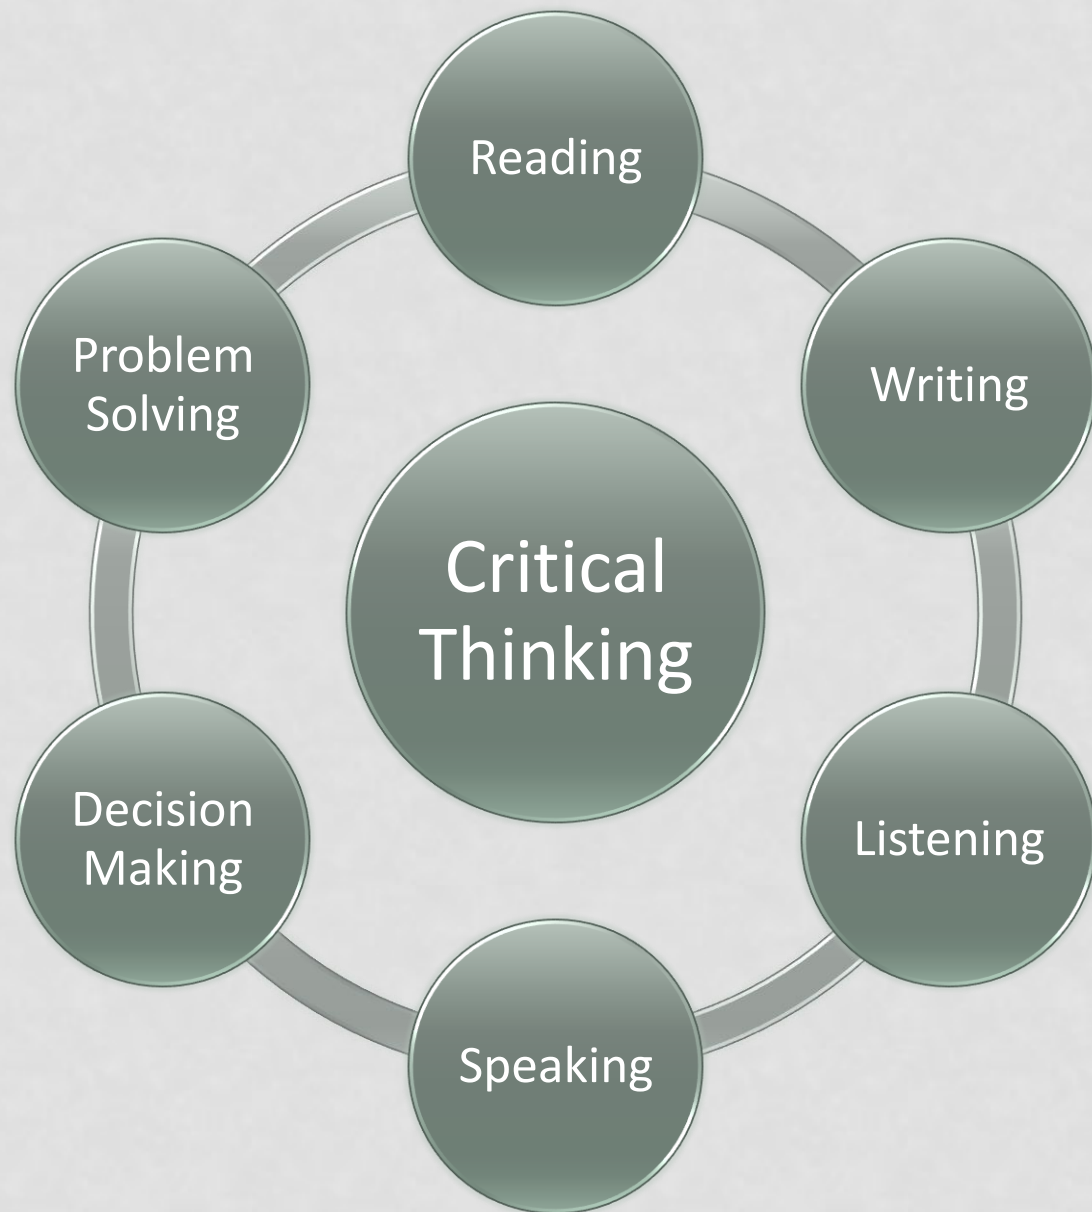 Reading
Writing
Listening
Speaking
Decision
Making
Problem
Solving
Critical
Thinking